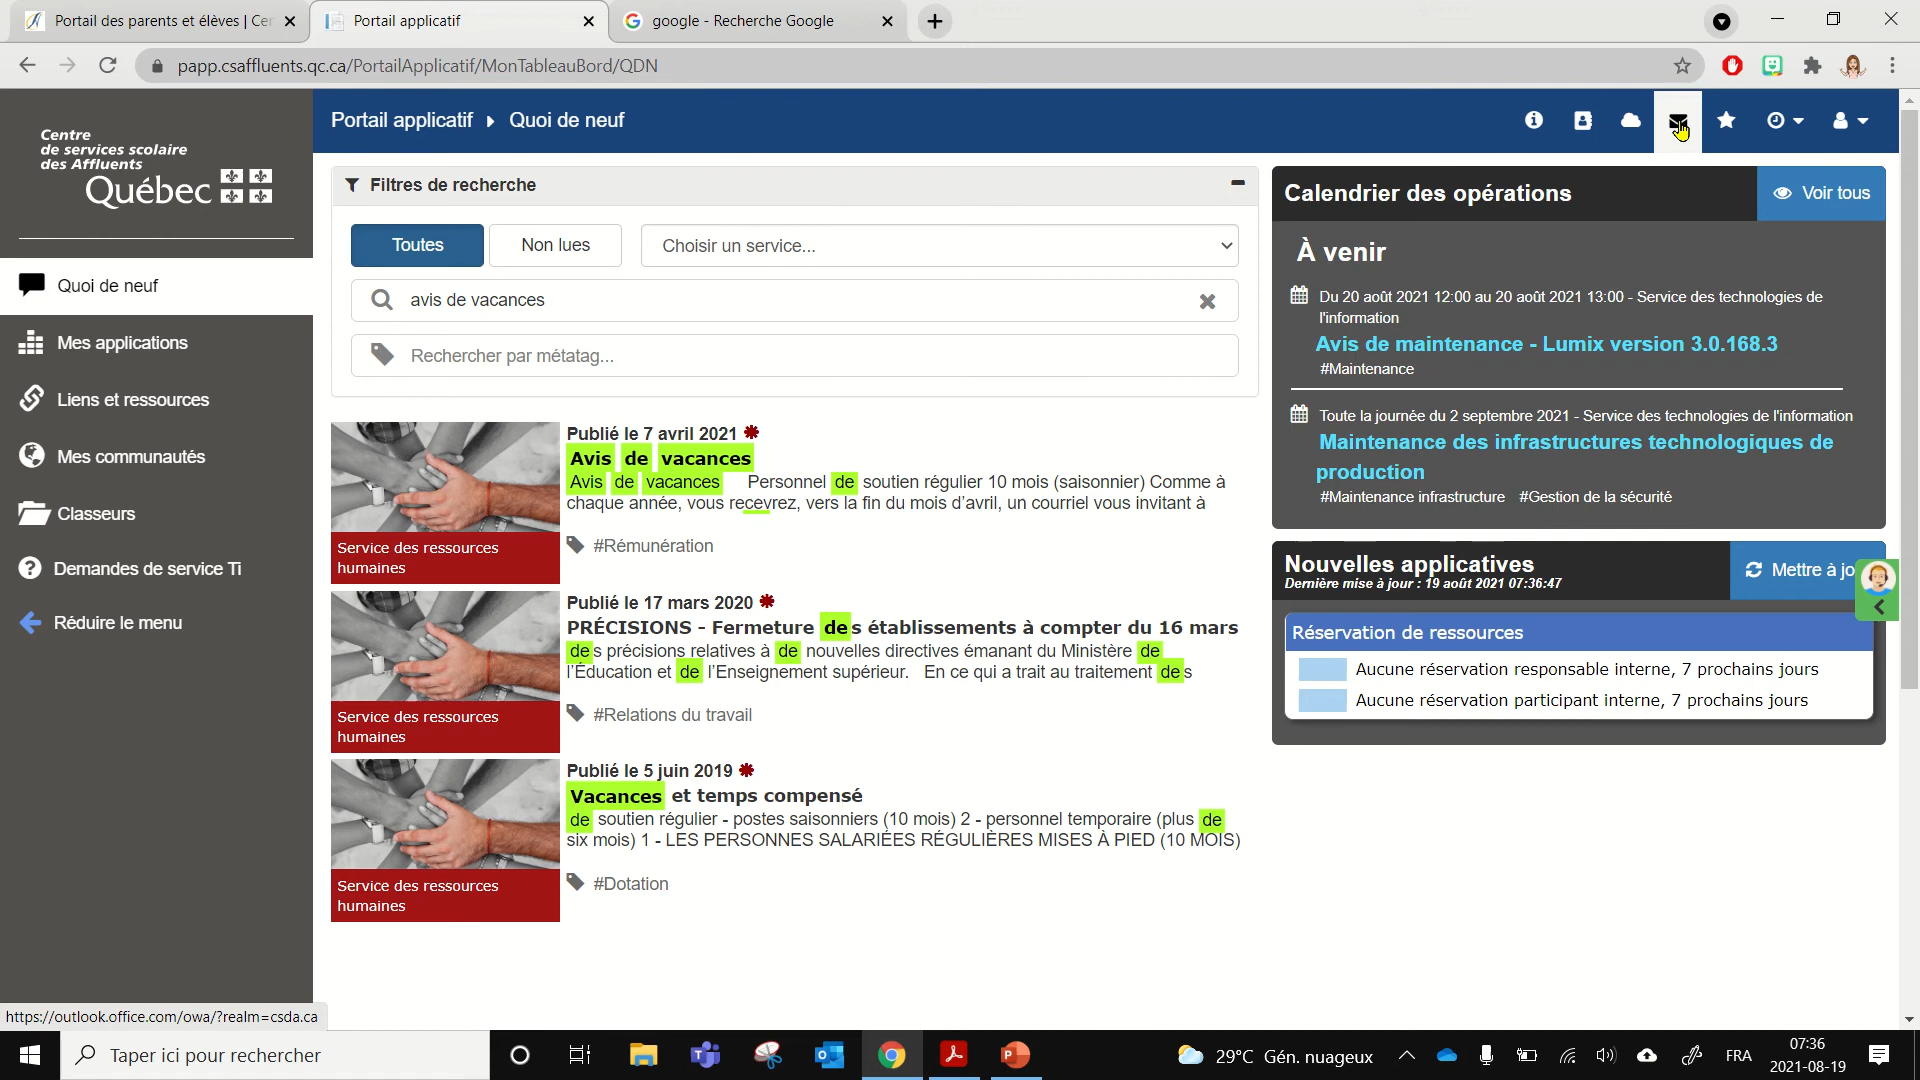 Portail des parents et élèves | Cer
Portail applicatif
google - Recherche Google
papp.csaffluents.qc.ca/PortailApplicatif/MonTableauBord/QDN
Centre
de services scolaire
des Affluents
Québec
Quoi de neuf
Mes applications
Liens et ressources
Mes communautés
Classeurs
Demandes de service Ti
Réduire le menu
Portail applicatif
Quoi de neuf
Filtres de recherche
Toutes
Non lues
Choisir un service...
avis de vacances
Rechercher par métatag...
Publié le 7 avril 2021
Avis de vacances
Avis de vacances Personnel de soutien régulier 10 mois (saisonnier) Comme à
chaque année, vous recevrez, vers la fin du mois d'avril, un courriel vous invitant à
#Rémunération
Service des ressources
humaines
Publié le 17 mars 2020
PRÉCISIONS - Fermeture des établissements à compter du 16 mars
des précisions relatives à de nouvelles directives émanant du Ministère de
l'Éducation et de l'Enseignement supérieur. En ce qui a trait au traitement des
#Relations du travail
Service des ressources
humaines
Publié le 5 juin 2019
Vacances et temps compensé
de soutien régulier - postes saisonniers (10 mois) 2 - personnel temporaire (plus de
six mois) 1 - LES PERSONNES SALARIÉES RÉGULIÈRES MISES À PIED (10 MOIS)
#Dotation
Service des ressources
humaines
Calendrier des opérations
Voir tous
À venir
Du 20 août 2021 12:00 au 20 août 2021 13:00 - Service des technologies de
l'information
Avis de maintenance - Lumix version 3.0.168.3
#Maintenance
Toute la journée du 2 septembre 2021 - Service des technologies de l'information
Maintenance des infrastructures technologiques de
production
#Maintenance infrastructure #Gestion de la sécurité
Nouvelles applicatives
Dernière mise à jour : 19 août 2021 07:36:47
Mettre à jo
Réservation de ressources
Aucune réservation responsable interne, 7 prochains jours
Aucune réservation participant interne, 7 prochains jours
https://outlook.office.com/owa/?realm=csda.ca
Taper ici pour rechercher
29°C Gén. nuageux
FRA
07:36
2021-08-19